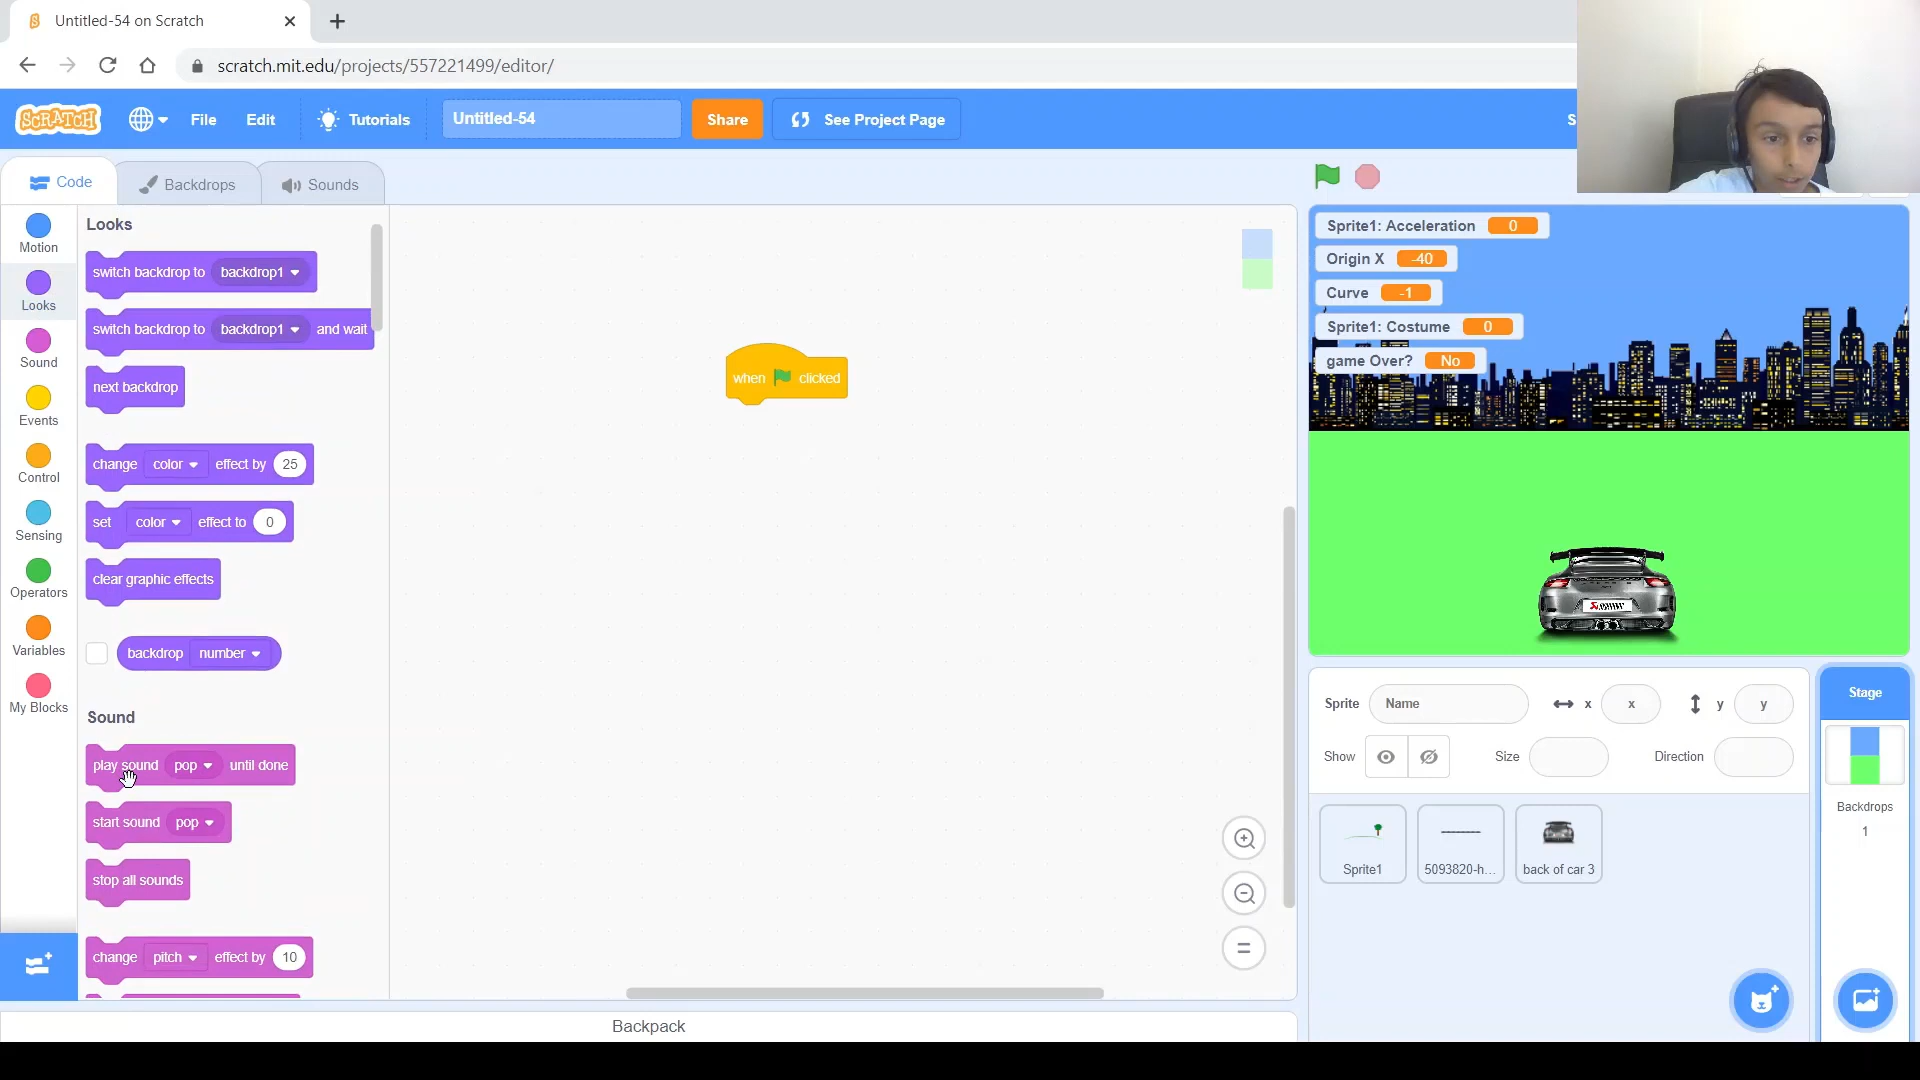 Untitled-54 on Scratch
scratch.mit.edu/projects/557221499/editor/
SCRATCH
File
Edit
Tutorials
Untitled-54
Share
See Project Page
S
Code
Backdrops
Sounds
Motion
Looks
Sound
Events
Control
Sensing
Operators
Variables
My Blocks
Looks
switch backdrop to backdrop1
switch backdrop to backdrop1 and wait
next backdrop
change color effect by 25
set color effect to 0
clear graphic effects
backdrop number
Sound
play sound pop until done
start sound pop
stop all sounds
change pitch effect by 10
when clicked
Sprite1: Acceleration 0
Origin X -40
Curve -1
Sprite1: Costume 0
game Over? No
Sprite Name x x y y
Show Size Direction
Sprite1
5093820-h...
back of car 3
Stage
Backdrops
1
Backpack